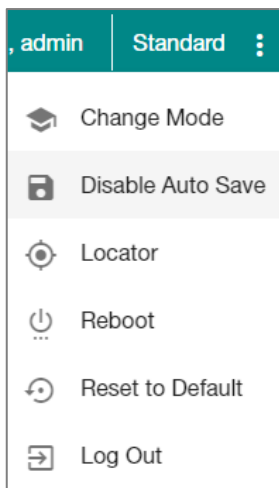 , admin Standard
Change Mode
Disable Auto Save
Locator
Reboot
Reset to Default
Log Out